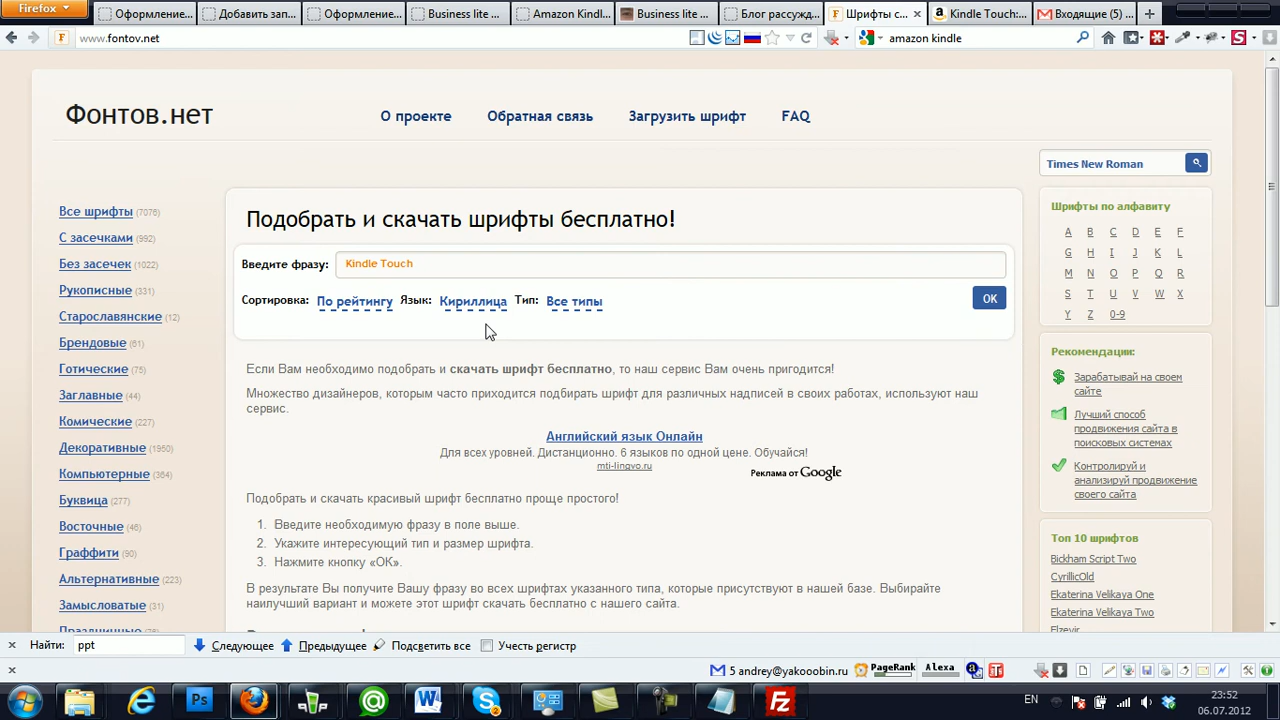 Firefox
Оформление...
Добавить зап...
Оформление...
Business lite ...
Amazon Kindl...
Business lite ...
Блог рассужд...
Шрифты с...
Kindle Touch:...
Входящие (5) ...
www.fontov.net
amazon kindle
Фонтов.нет
О проекте
Обратная связь
Загрузить шрифт
FAQ
Times New Roman
Все шрифты (7076)
С засечками (992)
Без засечек (1022)
Рукописные (331)
Старославянские (12)
Брендовые (61)
Готические (75)
Заглавные (44)
Комические (227)
Декоративные (1950)
Компьютерные (364)
Буквица (277)
Восточные (46)
Граффити (90)
Альтернативные (223)
Замысловатые (31)
Подобрать и скачать шрифты бесплатно!
Введите фразу: Kindle Touch
Сортировка: По рейтингу Язык: Кириллица Тип: Все типы
OK
Если Вам необходимо подобрать и скачать шрифт бесплатно, то наш сервис Вам очень пригодится!
Множество дизайнеров, которым часто приходится подбирать шрифт для различных надписей в своих работах, используют наш
сервис.
Английский язык Онлайн
Для всех уровней. Дистанционно. 6 языков по одной цене. Обучайся!
mti-lingvo.ru
Реклама от Google
Подобрать и скачать красивый шрифт бесплатно проще простого!
1. Введите необходимую фразу в поле выше.
2. Укажите интересующий тип и размер шрифта.
3. Нажмите кнопку «ОК».
В результате Вы получите Вашу фразу во всех шрифтах указанного типа, которые присутствуют в нашей базе. Выбирайте
наилучший вариант и можете этот шрифт скачать бесплатно с нашего сайта.
Шрифты по алфавиту
A B C D E F
G H I J K L
M N O P Q R
S T U V W X
Y Z 0-9
Рекомендации:
Зарабатывай на своем
сайте
Лучший способ
продвижения сайта в
поисковых системах
Контролируй и
анализируй продвижение
своего сайта
Топ 10 шрифтов
Bickham Script Two
CyrillicOld
Ekaterina Velikaya One
Ekaterina Velikaya Two
Elzevir
Найти: ppt
Следующее
Предыдущее
Подсветить все
Учесть регистр
5 andrey@yakooobin.ru
PageRank
Alexa
EN
23:52
06.07.2012